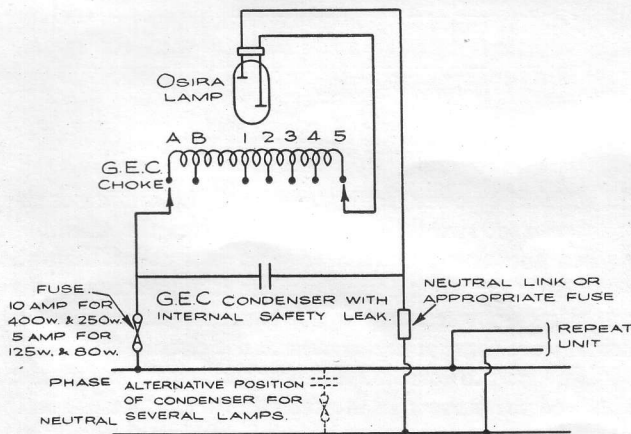 OSIRA
LAMP
A B 1 2 3 4 5
G.E.C.
CHOKE
FUSE.
10 AMP FOR
400W. & 250W.
5 AMP FOR
125W. & 80W.
G.E.C CONDENSER WITH
INTERNAL SAFETY LEAK.
NEUTRAL LINK OR
APPROPRIATE FUSE
REPEAT
UNIT
PHASE
ALTERNATIVE POSITION
OF CONDENSER FOR
SEVERAL LAMPS.
NEUTRAL